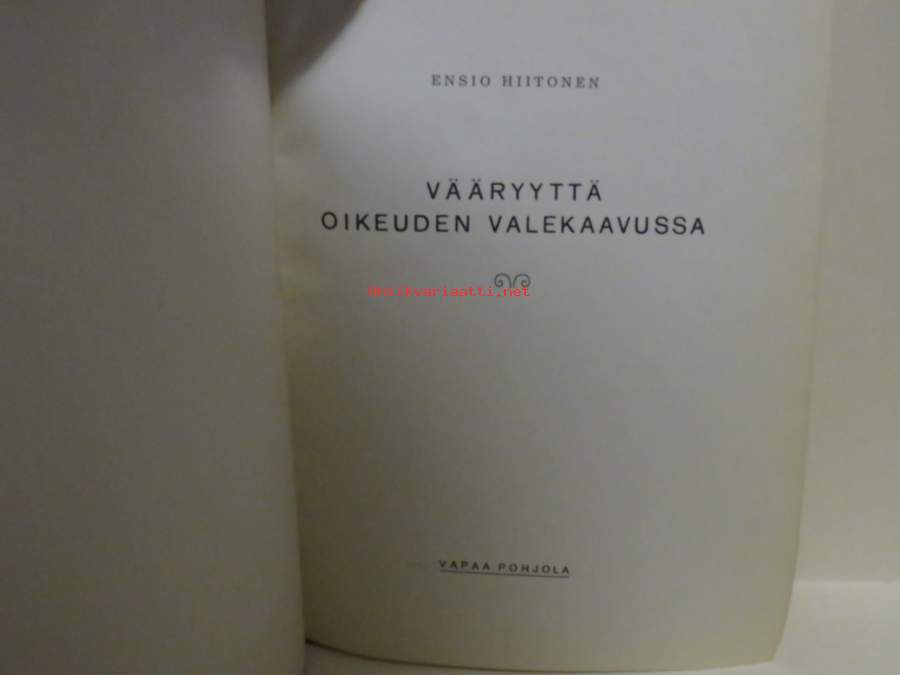 ENSIO HIITONEN
VÄÄRYYTTÄ
OIKEUDEN VALEKAAVUSSA
antikvariaatti.net
VAPAA POHJOLA